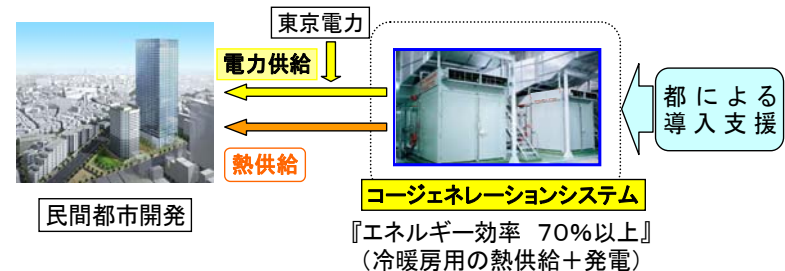 東京電力
電力供給
熱供給
都による
導入支援
コージェネレーションシステム
民間都市開発
『エネルギー効率 70%以上』
(冷暖房用の熱供給+発電)